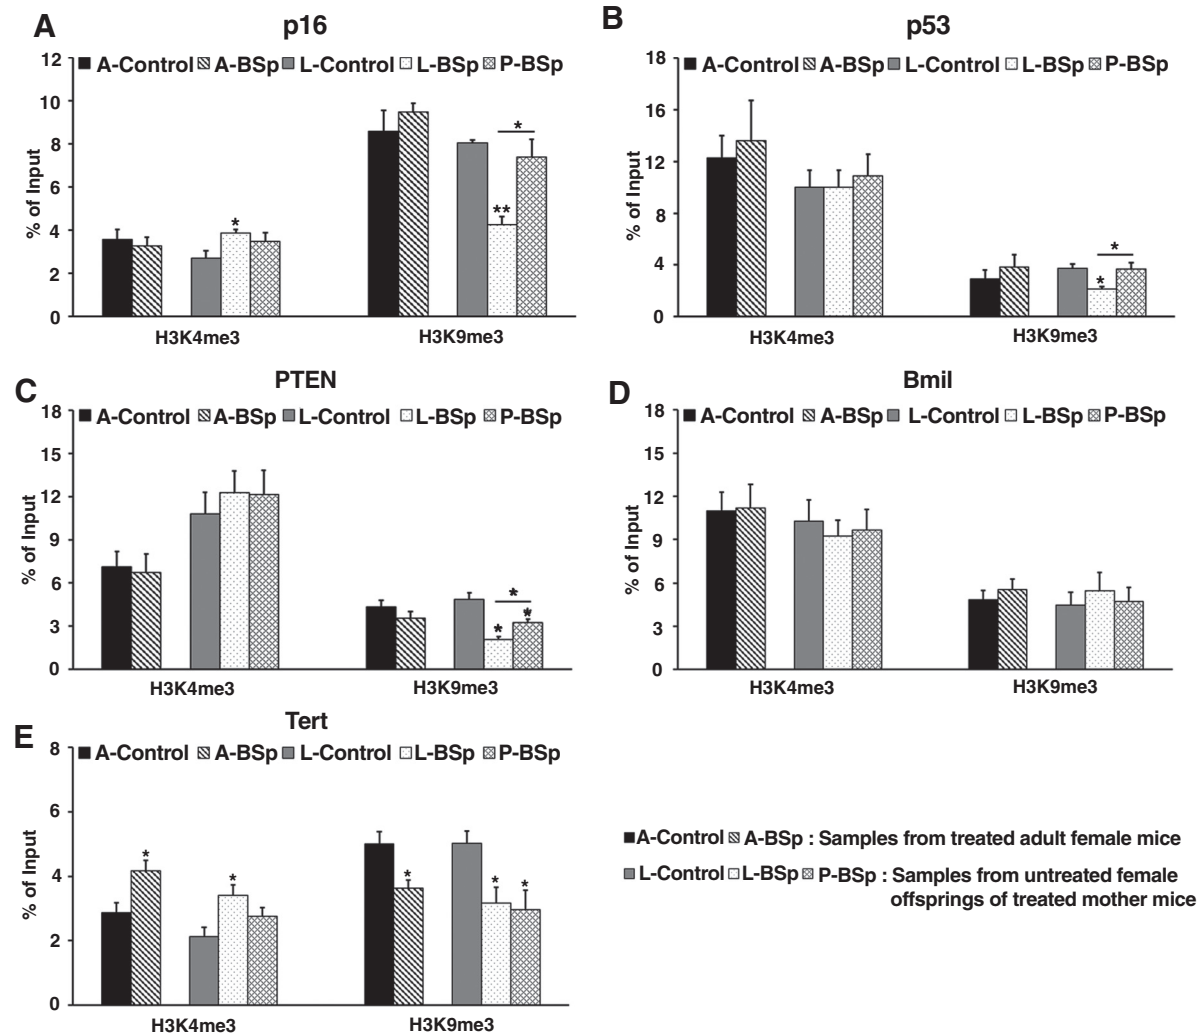 A
p16
A-Control A-BSp L-Control L-BSp P-BSp
% of Input
12
10
8
6
4
2
0
*
*
**
H3K4me3
H3K9me3
B
p53
A-Control A-BSp L-Control L-BSp P-BSp
% of Input
18
16
12
8
4
0
*
*
H3K4me3
H3K9me3
C
PTEN
A-Control A-BSp L-Control L-BSp P-BSp
% of Input
18
15
12
9
6
3
0
*
*
*
H3K4me3
H3K9me3
D
Bmil
A-Control A-BSp L-Control L-BSp P-BSp
% of Input
18
15
12
9
6
3
0
H3K4me3
H3K9me3
E
Tert
A-Control A-BSp L-Control L-BSp P-BSp
% of Input
8
6
4
2
0
*
*
*
*
*
H3K4me3
H3K9me3
A-Control A-BSp : Samples from treated adult female mice
L-Control L-BSp P-BSp : Samples from untreated female
offsprings of treated mother mice